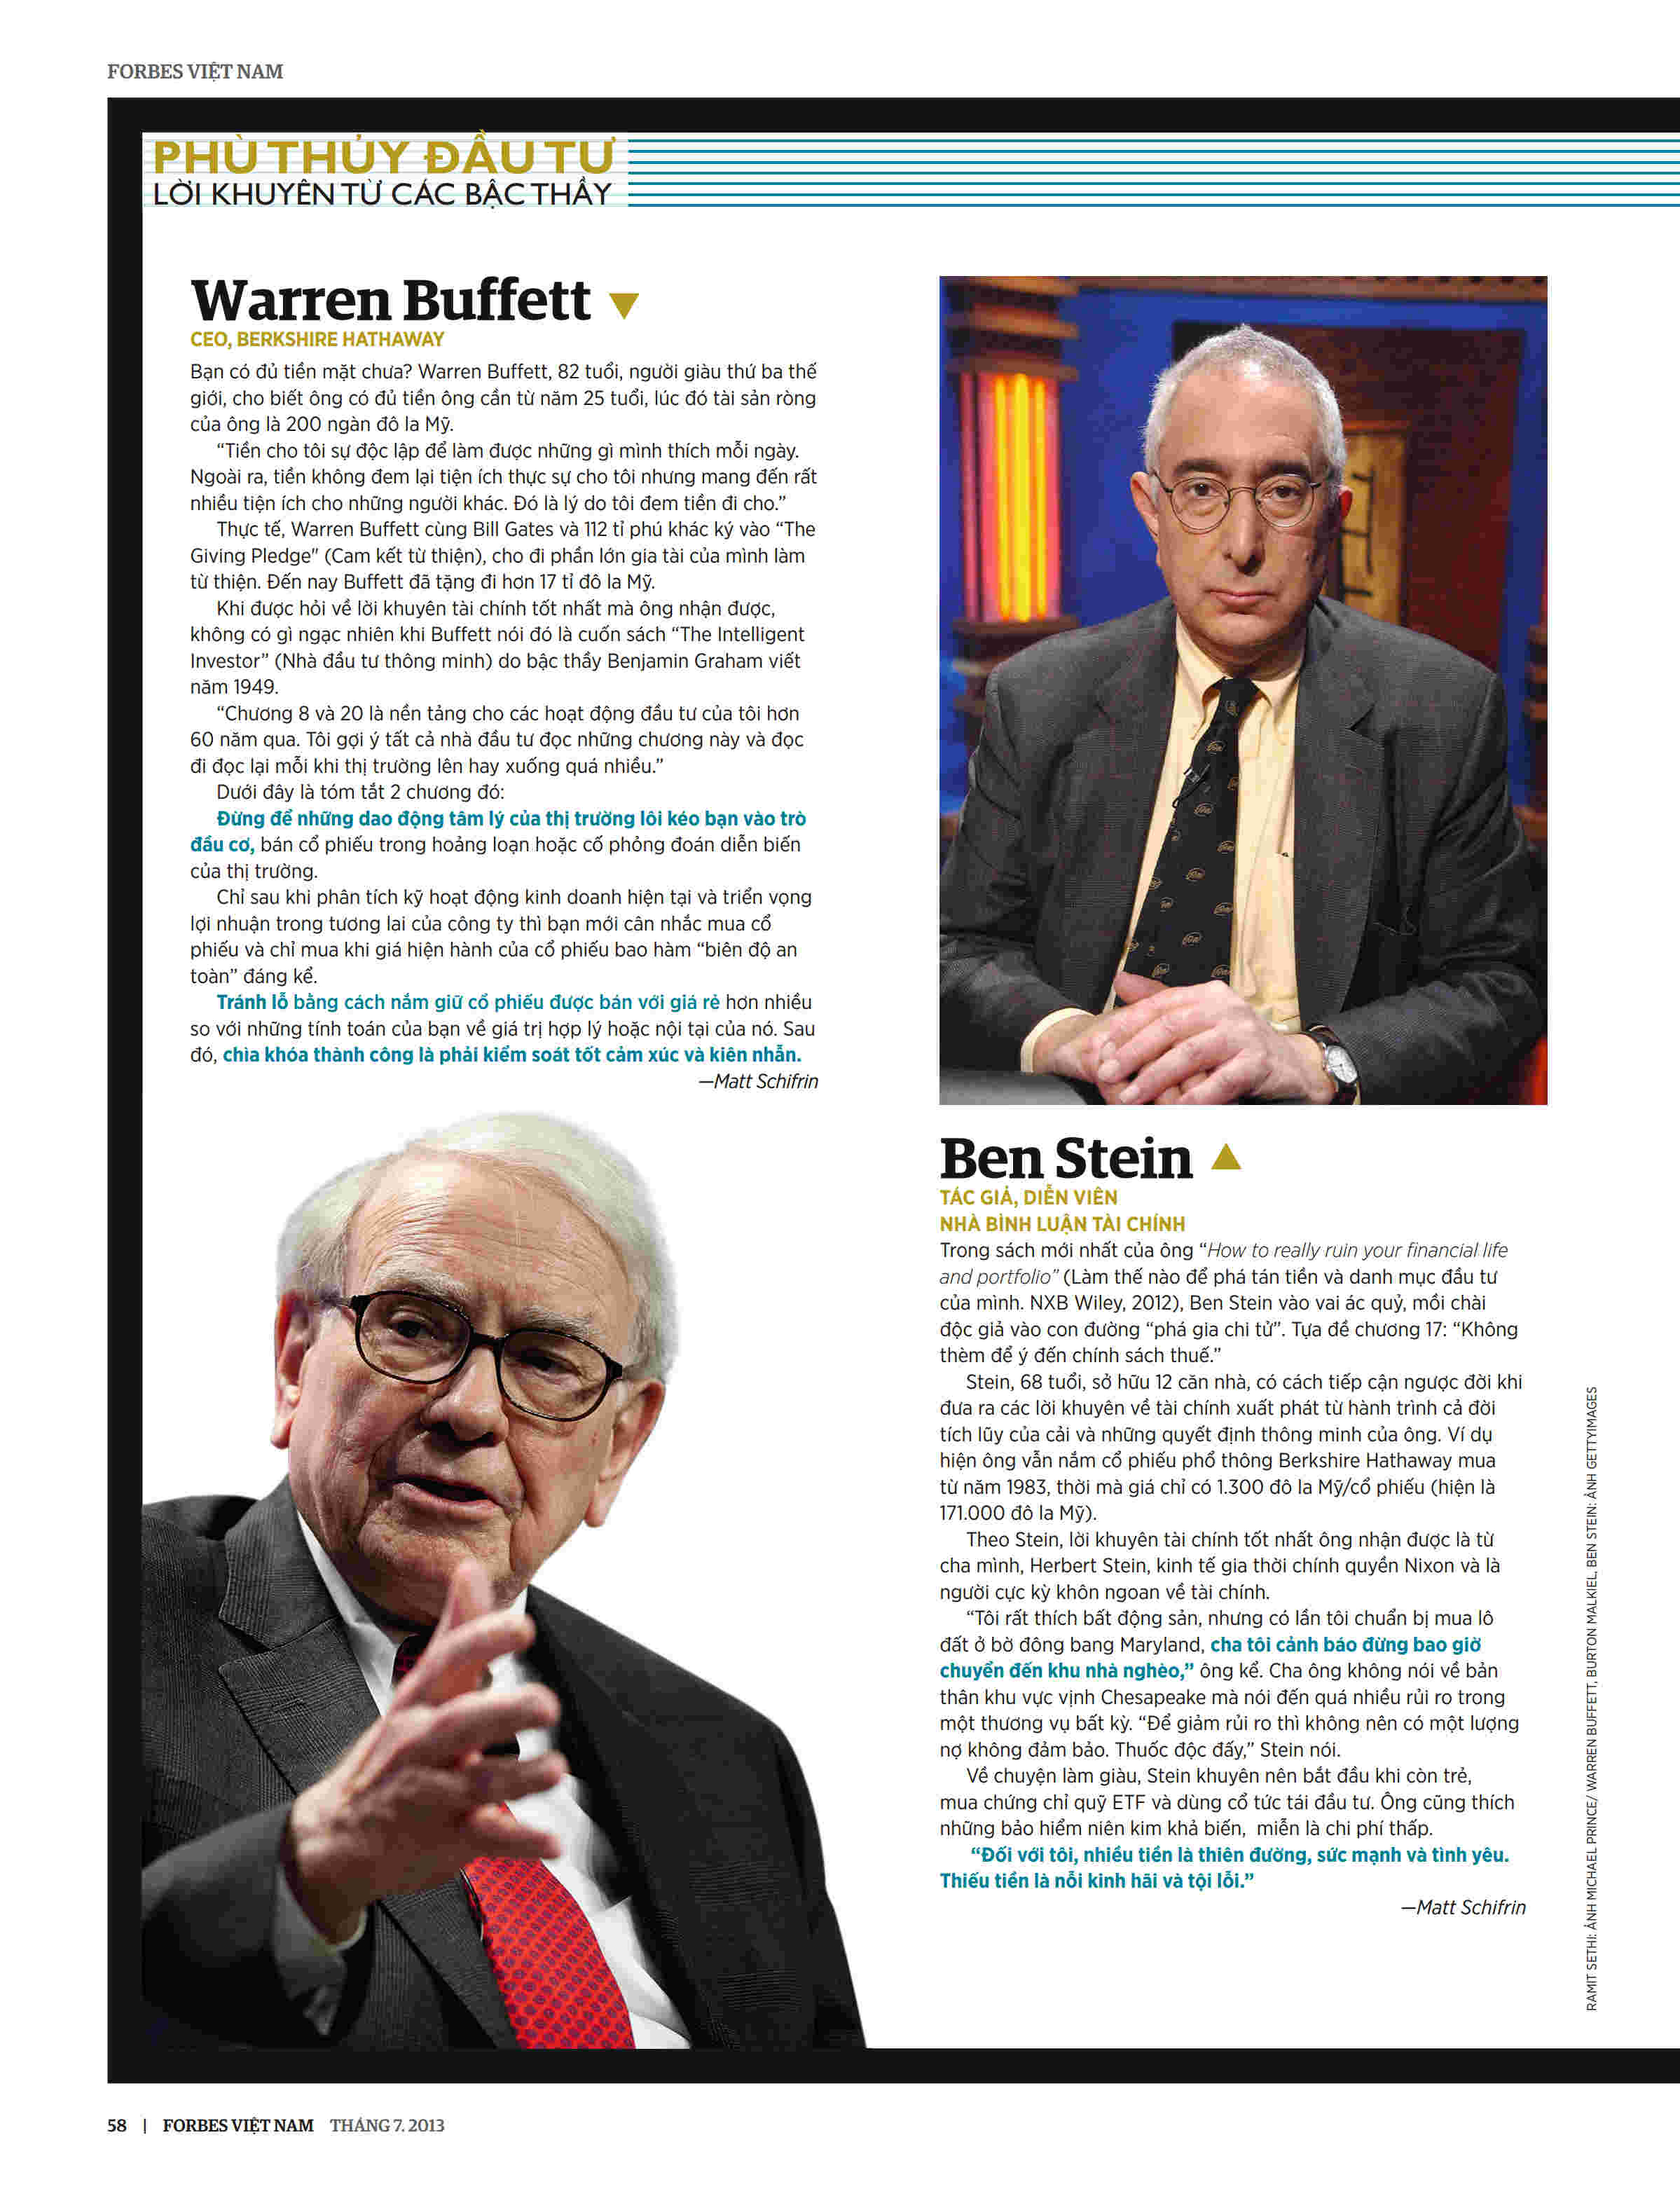 FORBES VIỆT NAM
PHÙ THỦY ĐẦU TƯ
LỜI KHUYÊN TỪ CÁC BẬC THẦY
Warren Buffett
CEO, BERKSHIRE HATHAWAY
Bạn có đủ tiền mặt chưa? Warren Buffett, 82 tuổi, người giàu thứ ba thế
giới, cho biết ông có đủ tiền ông cần từ năm 25 tuổi, lúc đó tài sản ròng
của ông là 200 ngàn đô la Mỹ.
“Tiền cho tôi sự độc lập để làm được những gì mình thích mỗi ngày.
Ngoài ra, tiền không đem lại tiện ích thực sự cho tôi nhưng mang đến rất
nhiều tiện ích cho những người khác. Đó là lý do tôi đem tiền đi cho.”
Thực tế, Warren Buffett cùng Bill Gates và 112 tỉ phú khác ký vào “The
Giving Pledge" (Cam kết từ thiện), cho đi phần lớn gia tài của mình làm
từ thiện. Đến nay Buffett đã tặng đi hơn 17 tỉ đô la Mỹ.
Khi được hỏi về lời khuyên tài chính tốt nhất mà ông nhận được,
không có gì ngạc nhiên khi Buffett nói đó là cuốn sách “The Intelligent
Investor” (Nhà đầu tư thông minh) do bậc thầy Benjamin Graham viết
năm 1949.
“Chương 8 và 20 là nền tảng cho các hoạt động đầu tư của tôi hơn
60 năm qua. Tôi gợi ý tất cả nhà đầu tư đọc những chương này và đọc
đi đọc lại mỗi khi thị trường lên hay xuống quá nhiều.”
Dưới đây là tóm tắt 2 chương đó:
Đừng để những dao động tâm lý của thị trường lôi kéo bạn vào trò
đầu cơ, bán cổ phiếu trong hoảng loạn hoặc cố phỏng đoán diễn biến
của thị trường.
Chỉ sau khi phân tích kỹ hoạt động kinh doanh hiện tại và triển vọng
lợi nhuận trong tương lai của công ty thì bạn mới cân nhắc mua cổ
phiếu và chỉ mua khi giá hiện hành của cổ phiếu bao hàm “biên độ an
toàn” đáng kể.
Tránh lỗ bằng cách nắm giữ cổ phiếu được bán với giá rẻ hơn nhiều
so với những tính toán của bạn về giá trị hợp lý hoặc nội tại của nó. Sau
đó, chìa khóa thành công là phải kiểm soát tốt cảm xúc và kiên nhẫn.
—Matt Schifrin
Ben Stein
TÁC GIẢ, DIỄN VIÊN
NHÀ BÌNH LUẬN TÀI CHÍNH
Trong sách mới nhất của ông “How to really ruin your financial life
and portfolio” (Làm thế nào để phá tán tiền và danh mục đầu tư
của mình. NXB Wiley, 2012), Ben Stein vào vai ác quỷ, mồi chài
độc giả vào con đường “phá gia chi tử”. Tựa đề chương 17: “Không
thèm để ý đến chính sách thuế.”
Stein, 68 tuổi, sở hữu 12 căn nhà, có cách tiếp cận ngược đời khi
đưa ra các lời khuyên về tài chính xuất phát từ hành trình cả đời
tích lũy của cải và những quyết định thông minh của ông. Ví dụ
hiện ông vẫn nắm cổ phiếu phổ thông Berkshire Hathaway mua
từ năm 1983, thời mà giá chỉ có 1.300 đô la Mỹ/cổ phiếu (hiện là
171.000 đô la Mỹ).
Theo Stein, lời khuyên tài chính tốt nhất ông nhận được là từ
cha mình, Herbert Stein, kinh tế gia thời chính quyền Nixon và là
người cực kỳ khôn ngoan về tài chính.
“Tôi rất thích bất động sản, nhưng có lần tôi chuẩn bị mua lô
đất ở bờ đông bang Maryland, cha tôi cảnh báo đừng bao giờ
chuyển đến khu nhà nghèo,” ông kể. Cha ông không nói về bản
thân khu vực vịnh Chesapeake mà nói đến quá nhiều rủi ro trong
một thương vụ bất kỳ. “Để giảm rủi ro thì không nên có một lượng
nợ không đảm bảo. Thuốc độc đấy,” Stein nói.
Về chuyện làm giàu, Stein khuyên nên bắt đầu khi còn trẻ,
mua chứng chỉ quỹ ETF và dùng cổ tức tái đầu tư. Ông cũng thích
những bảo hiểm niên kim khả biến, miễn là chi phí thấp.
“Đối với tôi, nhiều tiền là thiên đường, sức mạnh và tình yêu.
Thiếu tiền là nỗi kinh hãi và tội lỗi.”
—Matt Schifrin
RAMIT SETHI: ẢNH MICHAEL PRINCE/ WARREN BUFFETT, BURTON MALKIEL, BEN STEIN: ẢNH GETTYIMAGES
58 | FORBES VIỆT NAM THÁNG 7. 2013